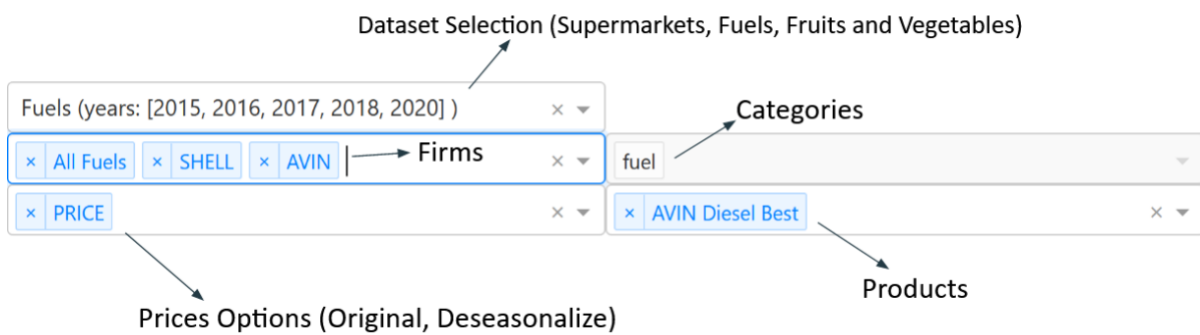 Dataset Selection (Supermarkets, Fuels, Fruits and Vegetables)
Fuels (years: [2015, 2016, 2017, 2018, 2020] ) × 
Categories
× All Fuels × SHELL × AVIN Firms ×
fuel
× PRICE ×
× AVIN Diesel Best ×
Products
Prices Options (Original, Deseasonalize)